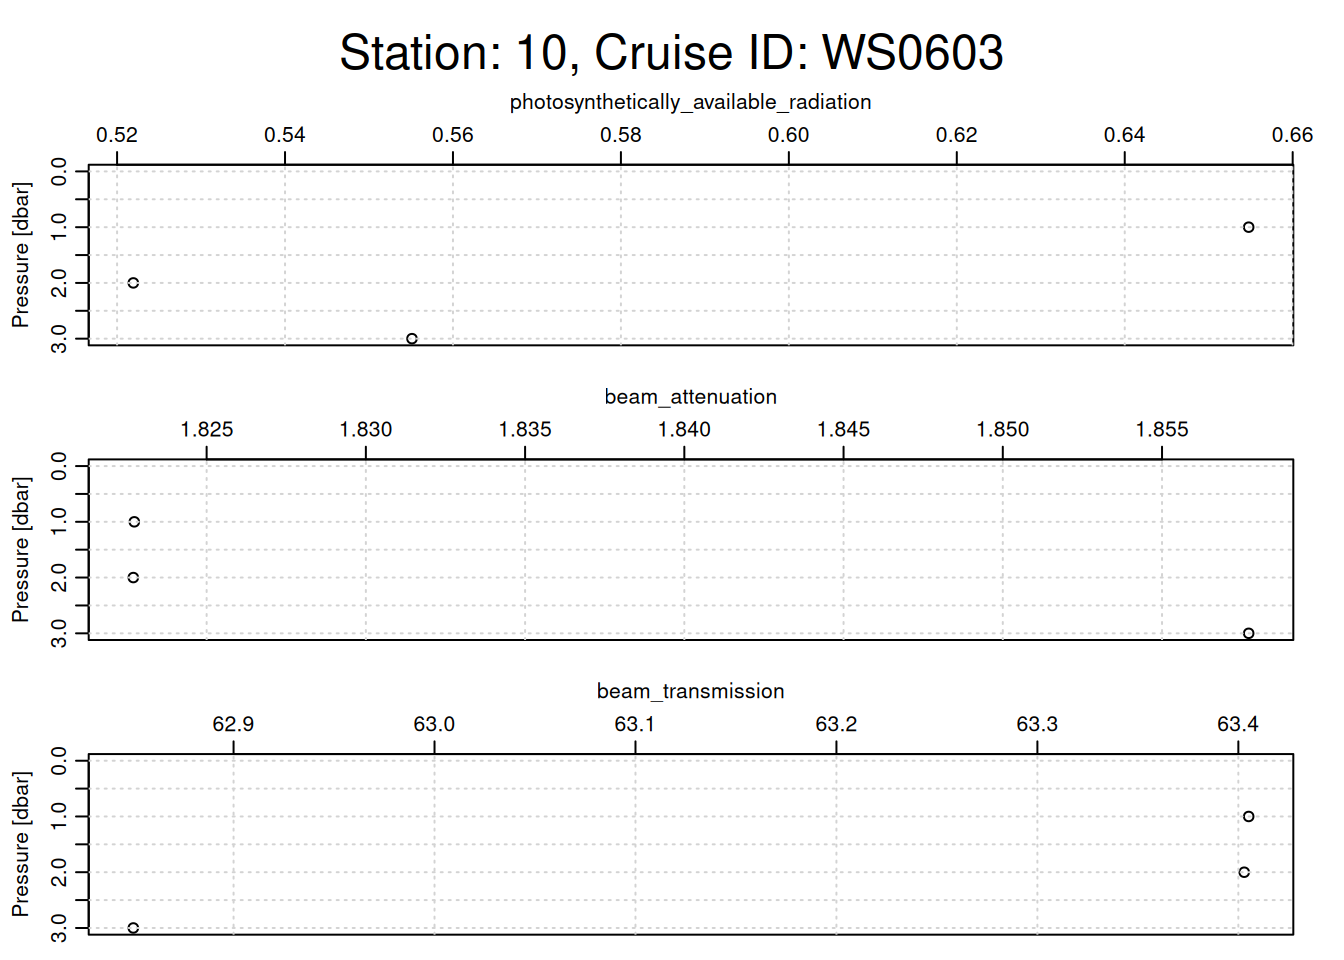 Station: 10, Cruise ID: WS0603
photosynthetically_available_radiation
0.52 0.54 0.56 0.58 0.60 0.62 0.64 0.66
Pressure [dbar]
0.0
1.0
2.0
3.0
beam_attenuation
1.825 1.830 1.835 1.840 1.845 1.850 1.855
Pressure [dbar]
0.0
1.0
2.0
3.0
beam_transmission
62.9 63.0 63.1 63.2 63.3 63.4
Pressure [dbar]
0.0
1.0
2.0
3.0